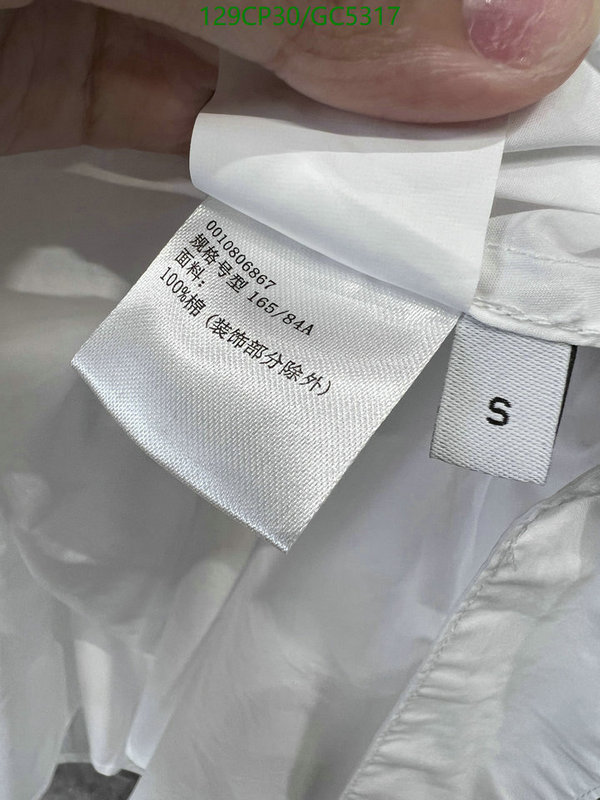 129CP30/GC5317
0010806867
规格号型 165/84A
面料：
100%棉（装饰部分除外）
S